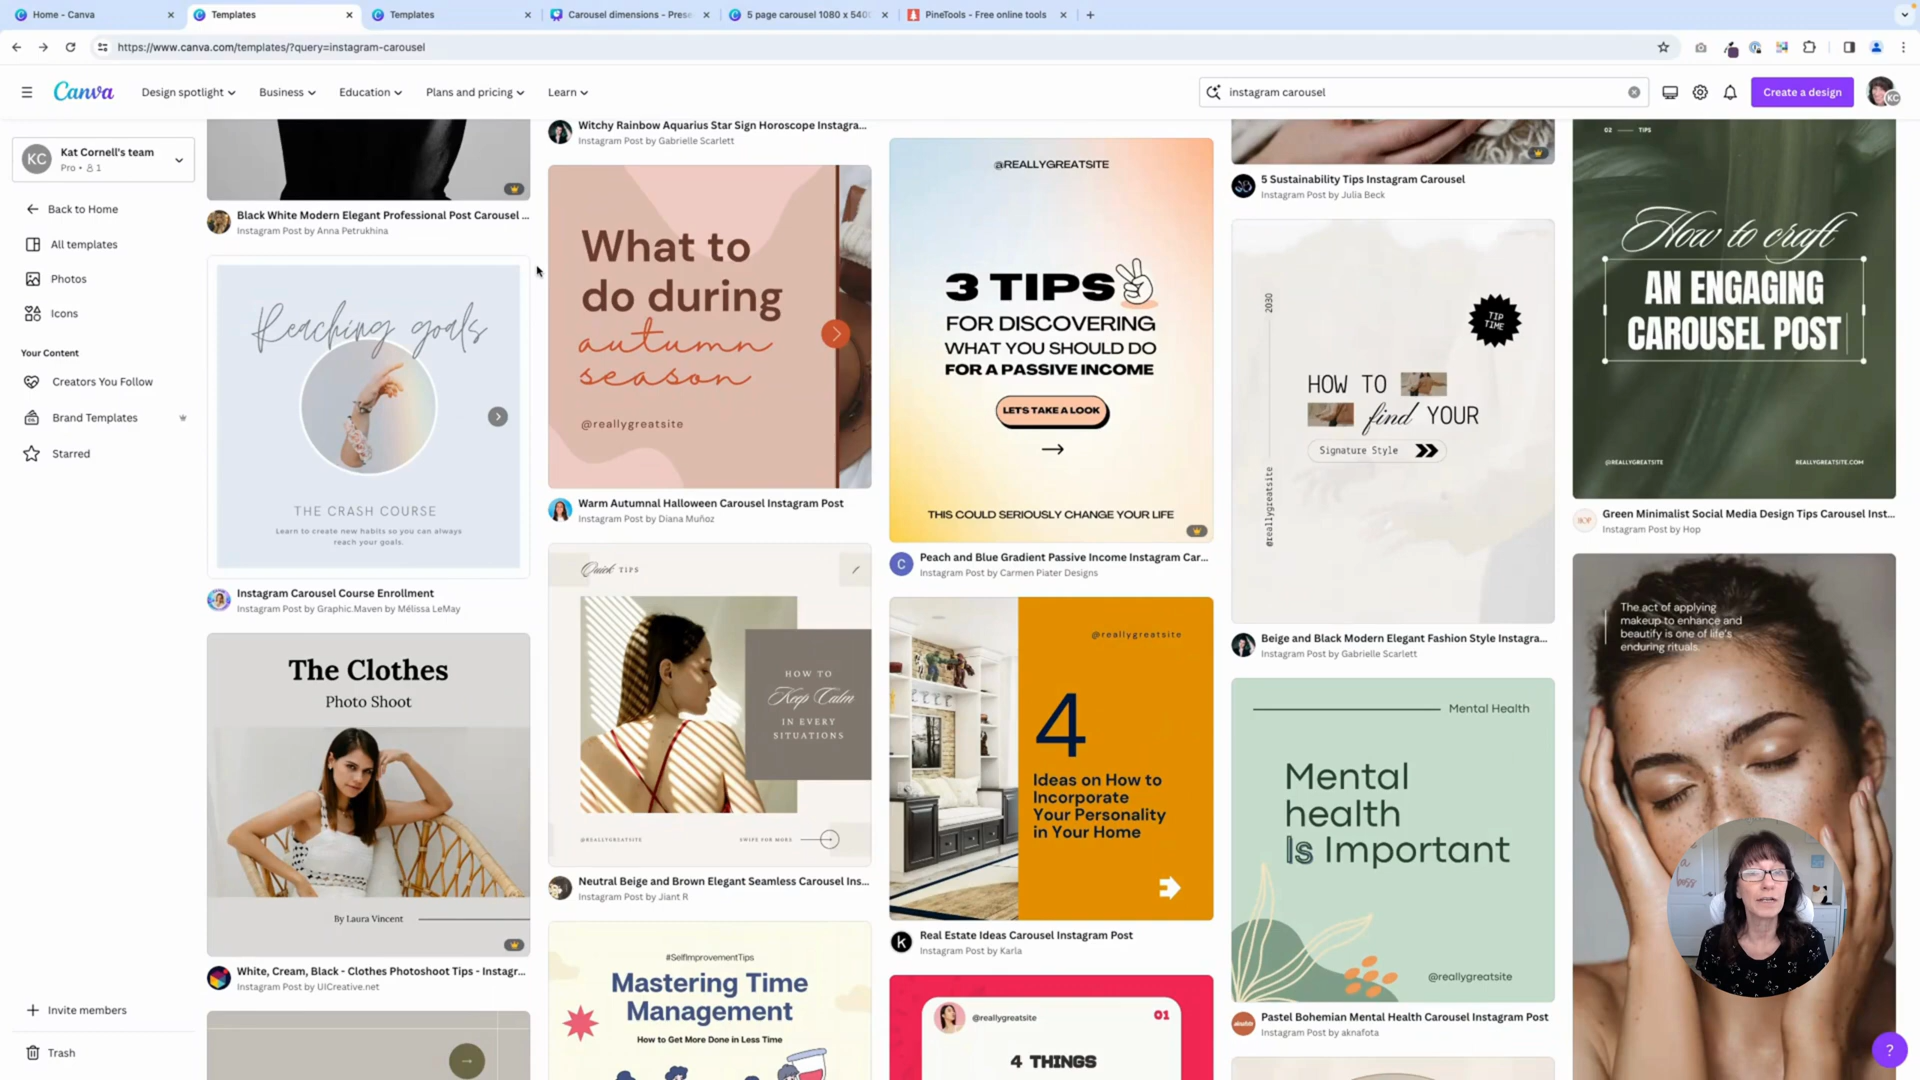 Home - Canva
Templates
Templates
Carousel dimensions - Prese
5 page carousel 1080 x 540
PineTools - Free online tools
https://www.canva.com/templates/?query=instagram-carousel
Canva
Design spotlight
Business
Education
Plans and pricing
Learn
instagram carousel
Create a design
KC
KC
Kat Cornell's team
Pro • 1
Back to Home
All templates
Photos
Icons
Your Content
Creators You Follow
Brand Templates
Starred
Invite members
Trash
Black White Modern Elegant Professional Post Carousel ...
Instagram Post by Anna Petrukhina
Reaching goals
THE CRASH COURSE
Learn to create new habits so you can always
reach your goals.
Instagram Carousel Course Enrollment
Instagram Post by Graphic.Maven by Mélissa LeMay
The Clothes
Photo Shoot
By Laura Vincent
White, Cream, Black - Clothes Photoshoot Tips - Instagr...
Instagram Post by UICreative.net
Witchy Rainbow Aquarius Star Sign Horoscope Instagra...
Instagram Post by Gabrielle Scarlett
What to
do during
autumn
season
@reallygreatsite
Warm Autumnal Halloween Carousel Instagram Post
Instagram Post by Diana Muñoz
Quick TIPS
HOW TO
Keep Calm
IN EVERY
SITUATIONS
@REALLYGREATSITE
SWIPE FOR MORE
Neutral Beige and Brown Elegant Seamless Carousel Ins...
Instagram Post by Jiant R
#SelfImprovementTips
Mastering Time
Management
How to Get More Done in Less Time
@REALLYGREATSITE
3 TIPS
FOR DISCOVERING
WHAT YOU SHOULD DO
FOR A PASSIVE INCOME
LET'S TAKE A LOOK
THIS COULD SERIOUSLY CHANGE YOUR LIFE
C
Peach and Blue Gradient Passive Income Instagram Car...
Instagram Post by Carmen Piater Designs
@reallygreatsite
4
Ideas on How to
Incorporate
Your Personality
in Your Home
k
Real Estate Ideas Carousel Instagram Post
Instagram Post by Karla
@reallygreatsite
01
4 THINGS
5 Sustainability Tips Instagram Carousel
Instagram Post by Julia Beck
2030
TIP
TIME
HOW TO
find YOUR
Signature Style
@reallygreatsite
Beige and Black Modern Elegant Fashion Style Instagra...
Instagram Post by Gabrielle Scarlett
Mental Health
Mental
health
Is Important
@reallygreatsite
Pastel Bohemian Mental Health Carousel Instagram Post
Instagram Post by aknafota
02
TIPS
How to craft
AN ENGAGING
CAROUSEL POST
@REALLYGREATSITE
REALLYGREATSITE.COM
HOP
Green Minimalist Social Media Design Tips Carousel Inst...
Instagram Post by Hop
The act of applying
makeup to enhance and
beautify is one of life's
enduring rituals.
?